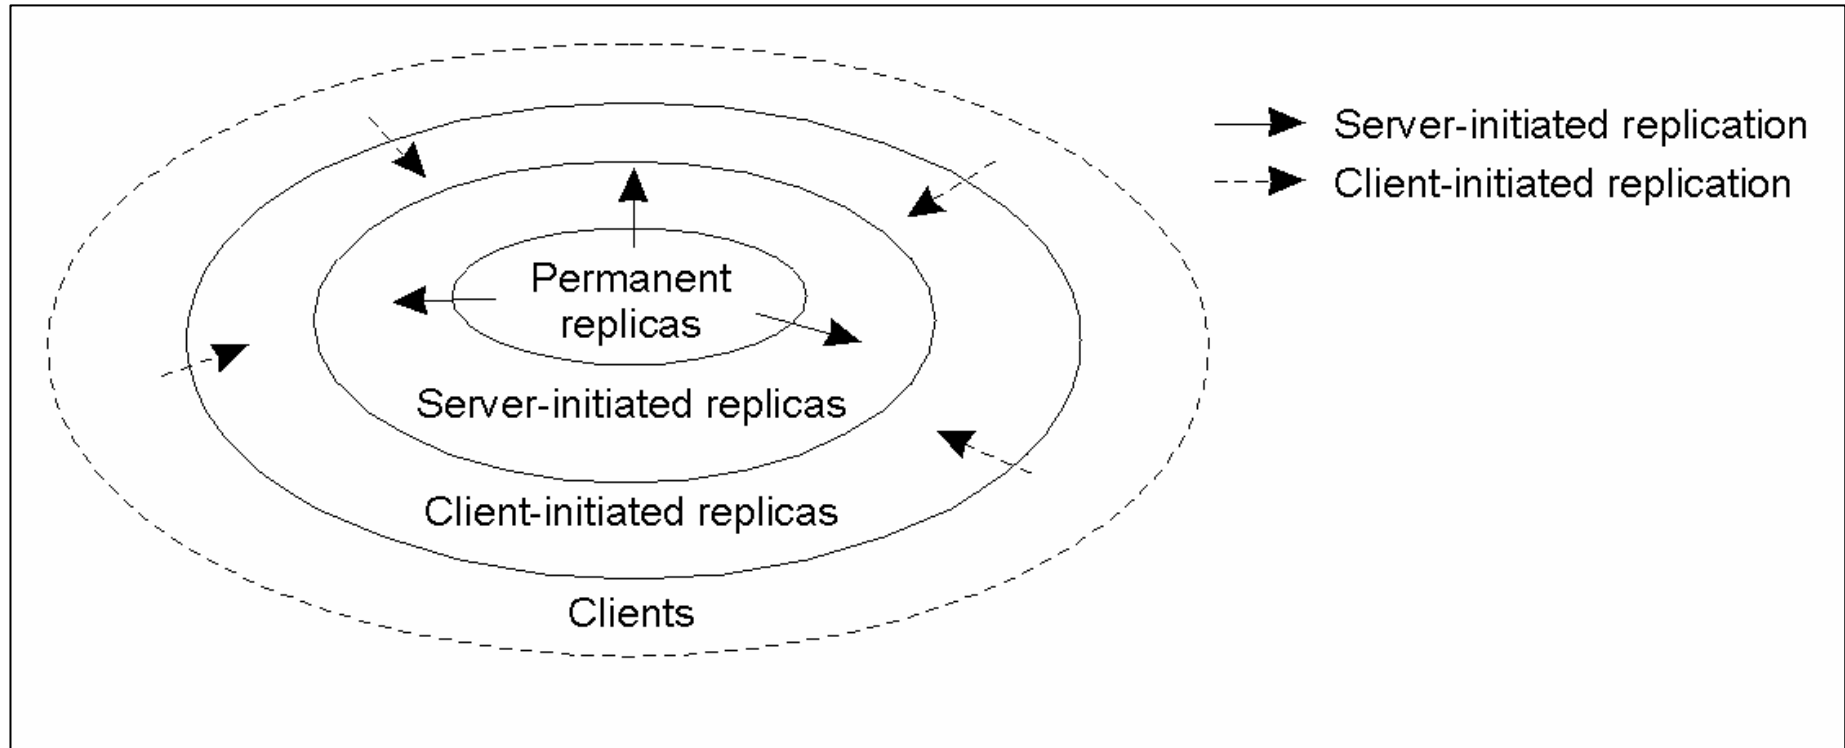 Server-initiated replication
Client-initiated replication
Permanent
replicas
Server-initiated replicas
Client-initiated replicas
Clients